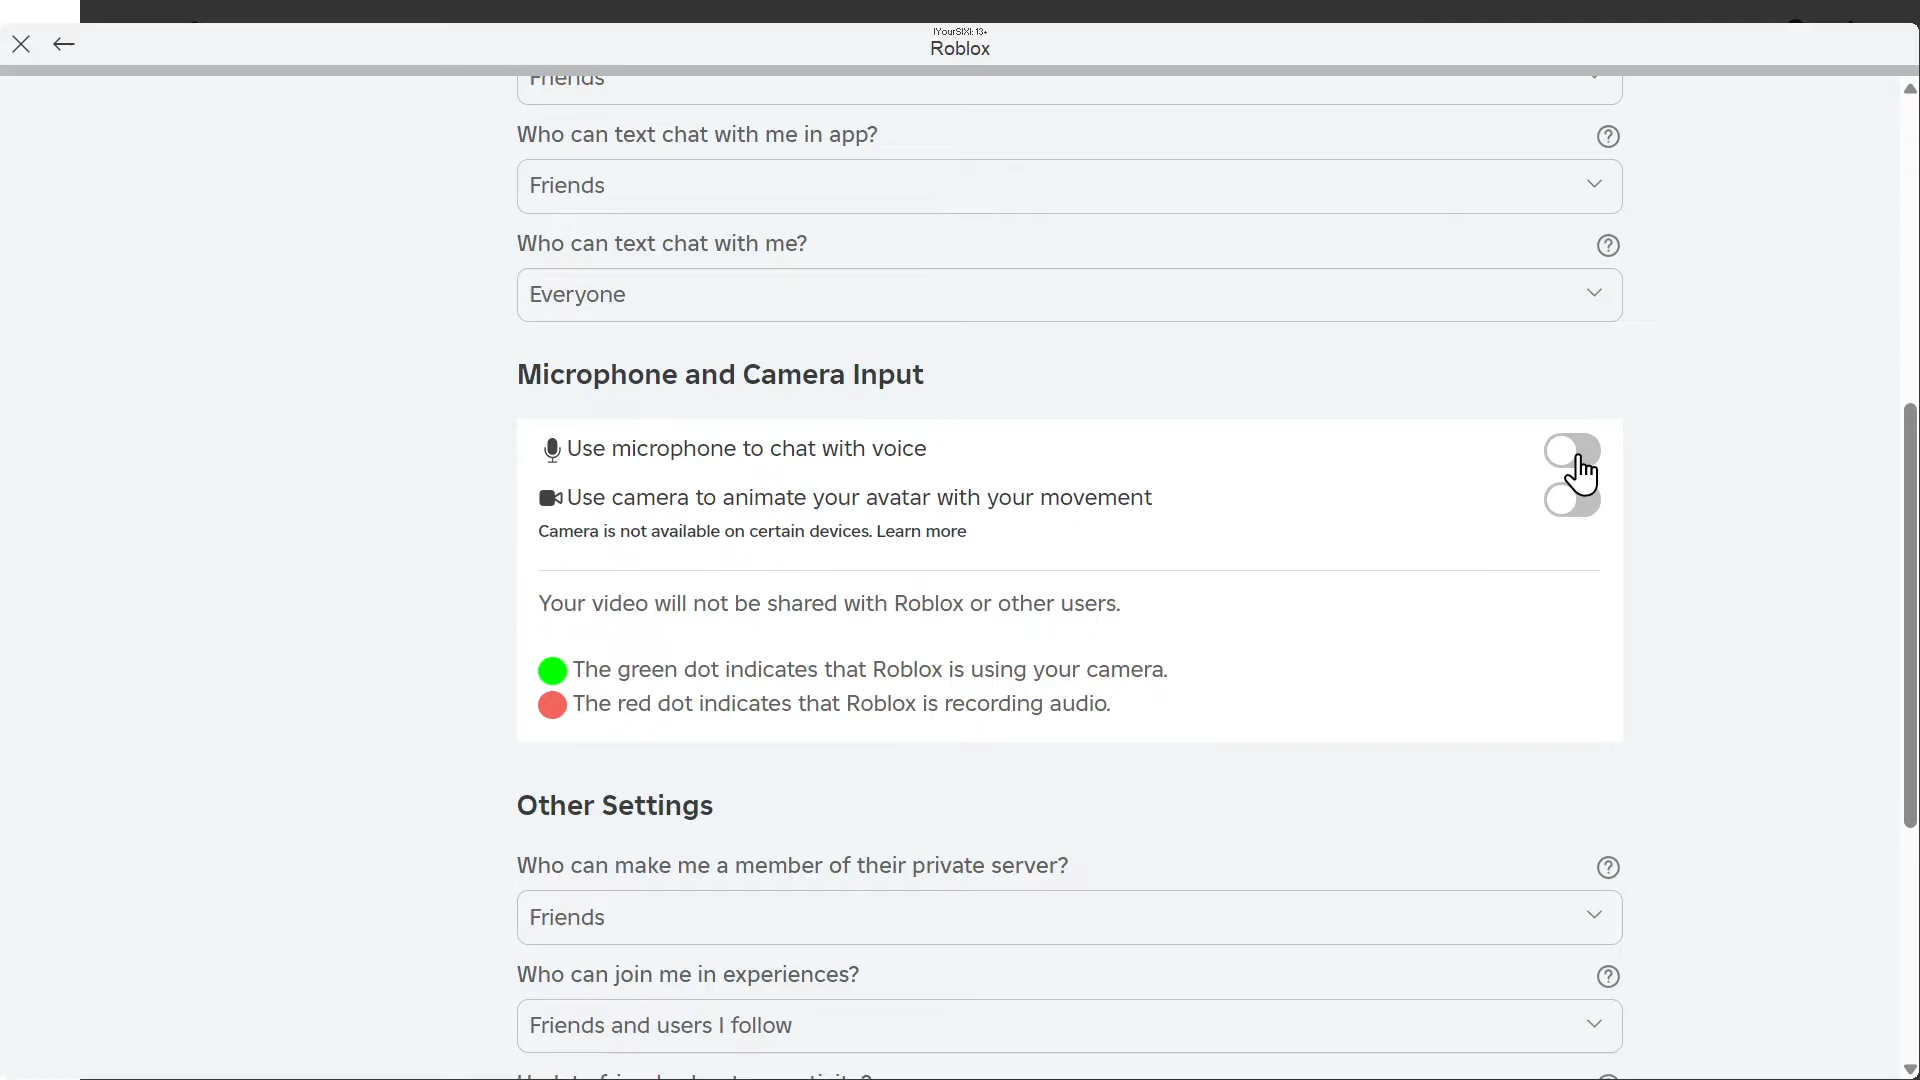 lYourSIXl: 13+
Roblox
Friends
Who can text chat with me in app?
Friends
Who can text chat with me?
Everyone
Microphone and Camera Input
Use microphone to chat with voice
Use camera to animate your avatar with your movement
Camera is not available on certain devices. Learn more
Your video will not be shared with Roblox or other users.
The green dot indicates that Roblox is using your camera.
The red dot indicates that Roblox is recording audio.
Other Settings
Who can make me a member of their private server?
Friends
Who can join me in experiences?
Friends and users I follow